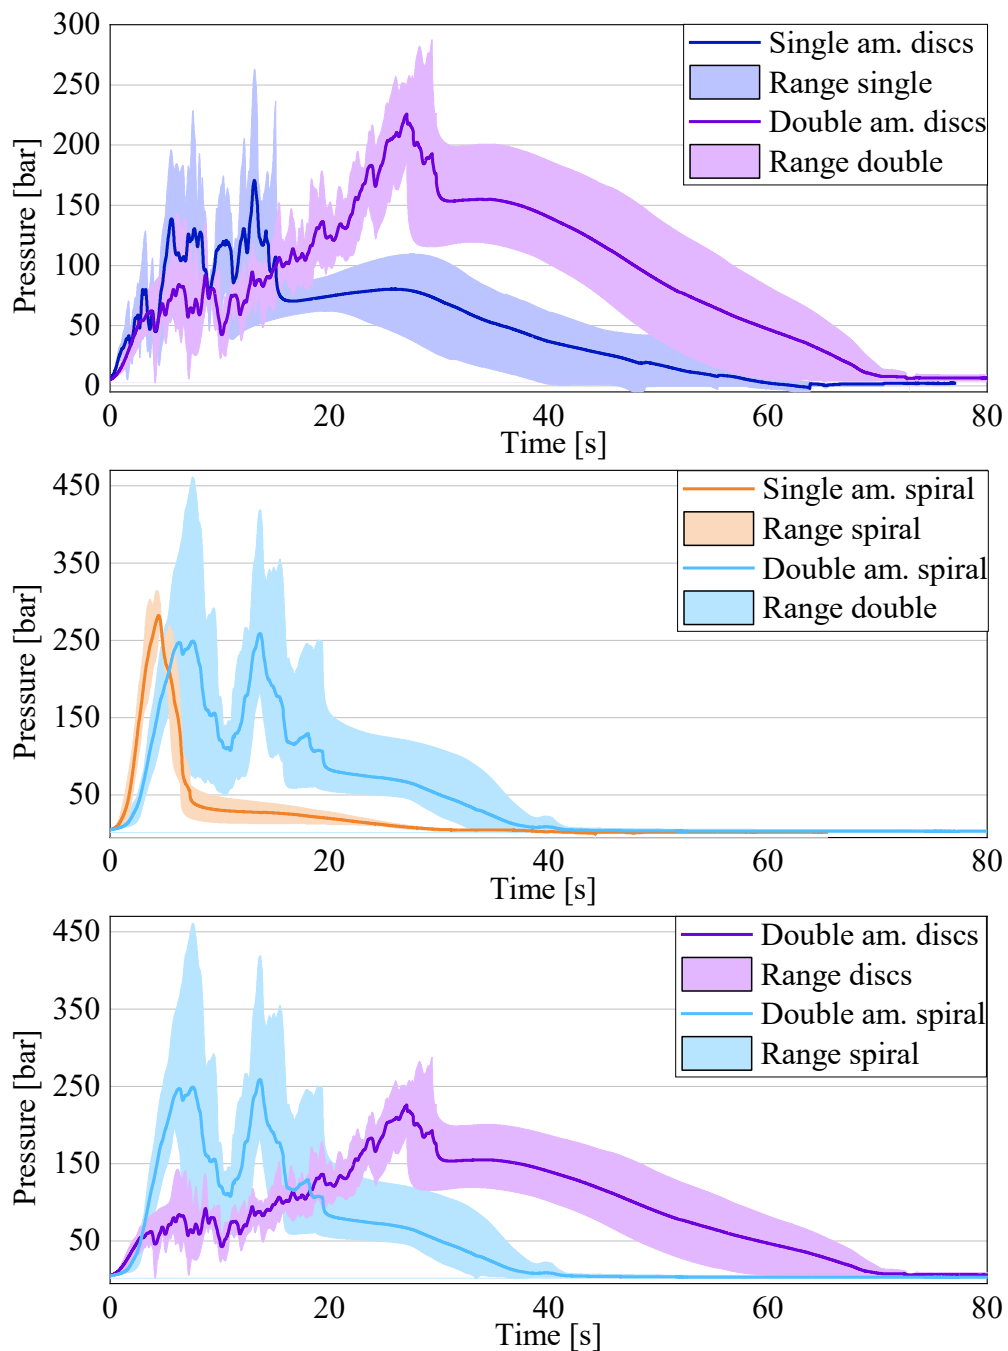 300
250
200
150
100
50
0
Pressure [bar]
Single am. discs
Range single
Double am. discs
Range double
0 20 40 60 80
Time [s]
450
350
250
150
50
Pressure [bar]
Single am. spiral
Range spiral
Double am. spiral
Range double
0 20 40 60 80
Time [s]
450
350
250
150
50
Pressure [bar]
Double am. discs
Range discs
Double am. spiral
Range spiral
0 20 40 60 80
Time [s]